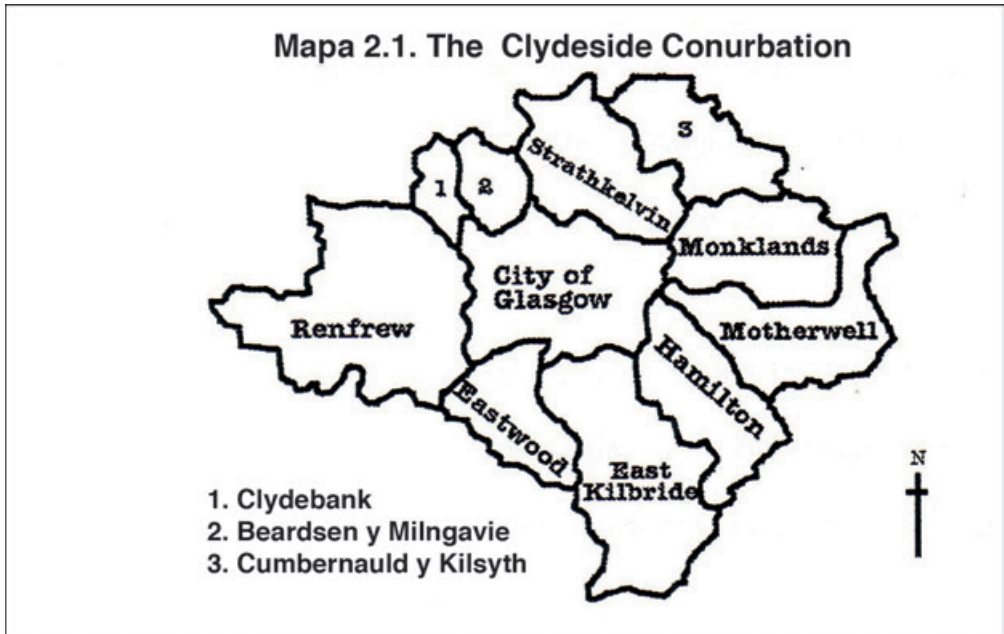 Mapa 2.1. The Clydeside Conurbation
3
Strathkelvin
1
2
Monklands
City of
Glasgow
Renfrew
Motherwell
Hamilton
Eastwood
East
Kilbride
N
1. Clydebank
2. Beardsen y Milngavie
3. Cumbernauld y Kilsyth